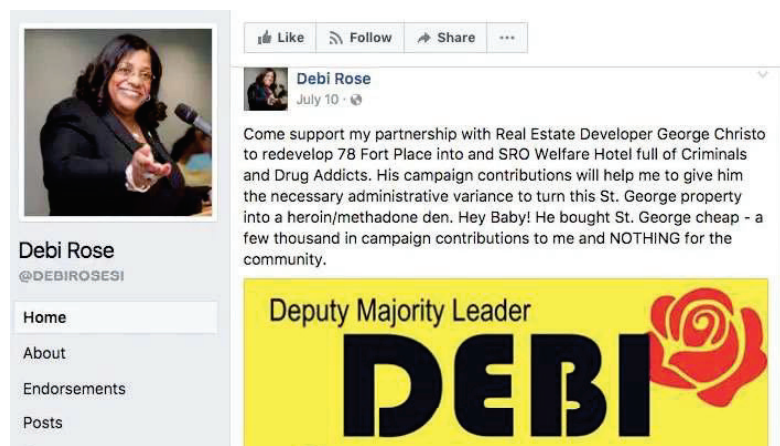 Like Follow Share ...
Debi Rose
July 10
Come support my partnership with Real Estate Developer George Christo
to redevelop 78 Fort Place into and SRO Welfare Hotel full of Criminals
and Drug Addicts. His campaign contributions will help me to give him
the necessary administrative variance to turn this St. George property
into a heroin/methadone den. Hey Baby! He bought St. George cheap - a
few thousand in campaign contributions to me and NOTHING for the
community.
Deputy Majority Leader
DEBI
Debi Rose
@DEBIROSESI
Home
About
Endorsements
Posts